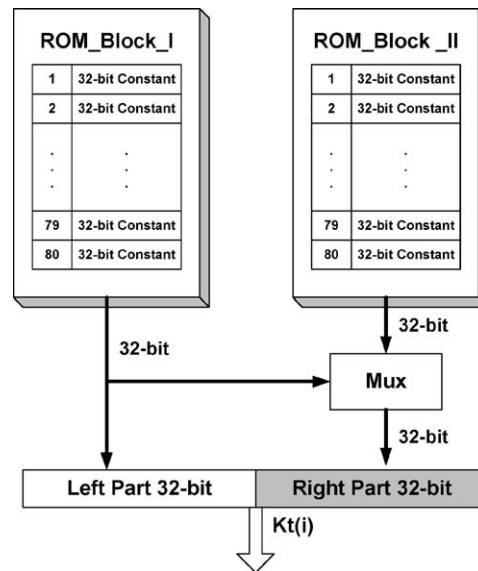 ROM_Block_I
1 32-bit Constant
2 32-bit Constant
. .
. .
. .
79 32-bit Constant
80 32-bit Constant
ROM_Block _II
1 32-bit Constant
2 32-bit Constant
. .
. .
. .
79 32-bit Constant
80 32-bit Constant
32-bit
32-bit
Mux
32-bit
Left Part 32-bit
Right Part 32-bit
Kt(i)